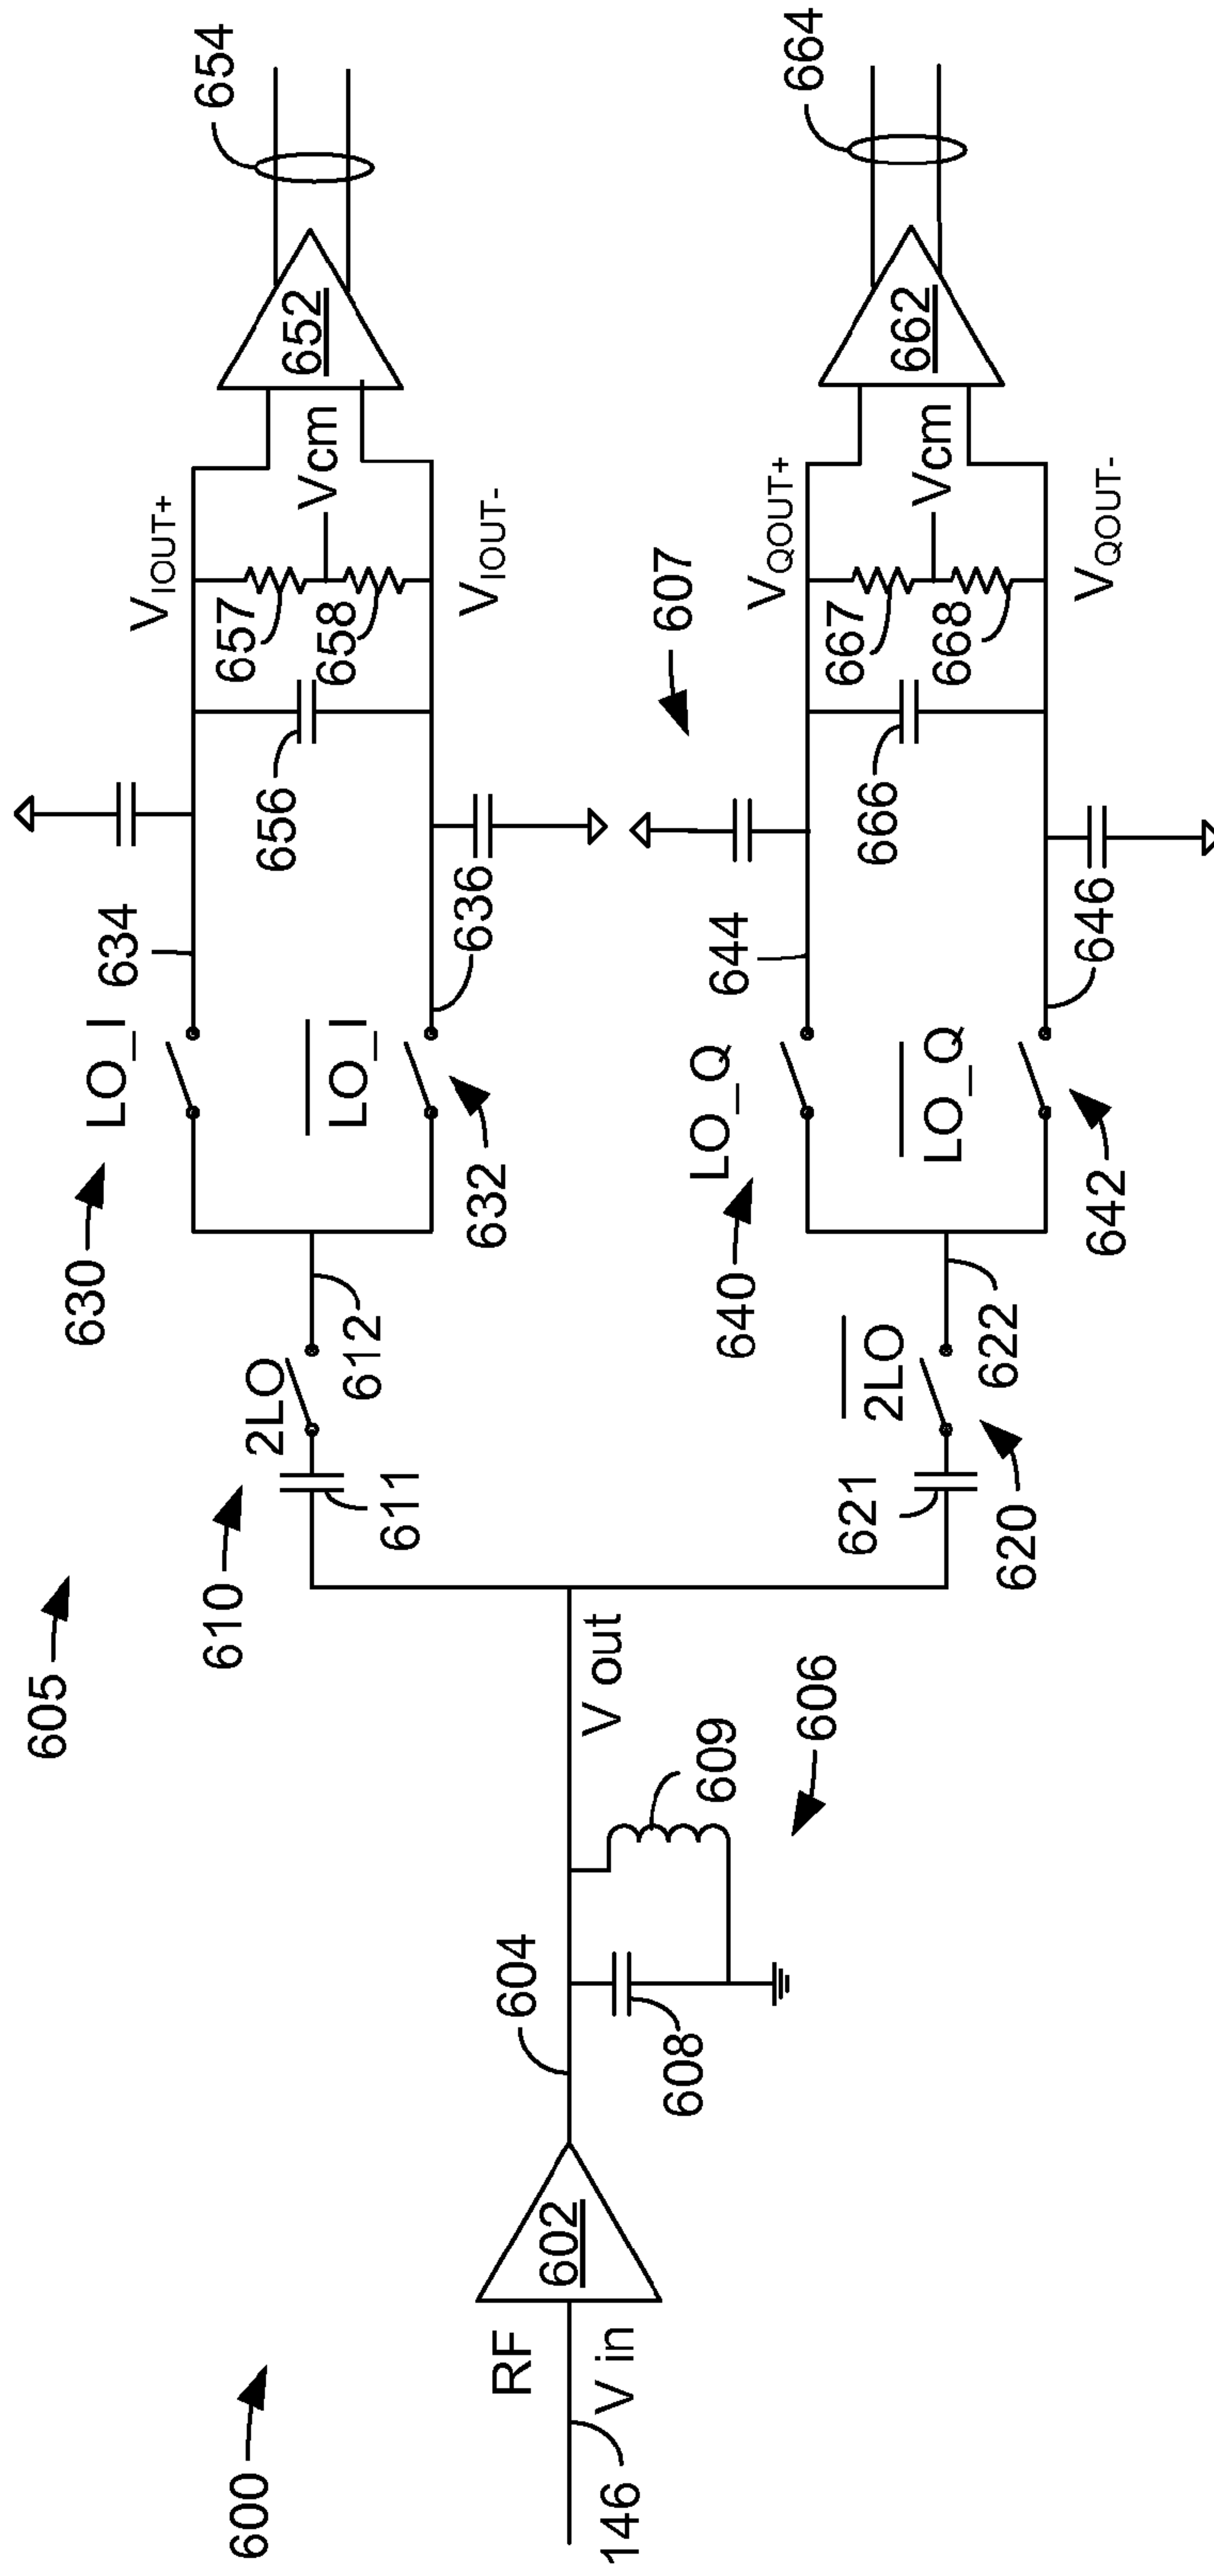 600
605
RF
V in
146
602
604
608
609
606
V out
610
2LO
611
612
630
LO_I
634
LO_I
632
636
656
657
658
V_IOUT+
V_IOUT-
Vcm
652
654
607
620
2LO
621
622
640
LO_Q
644
LO_Q
642
646
666
667
668
V_QOUT+
V_QOUT-
Vcm
662
664